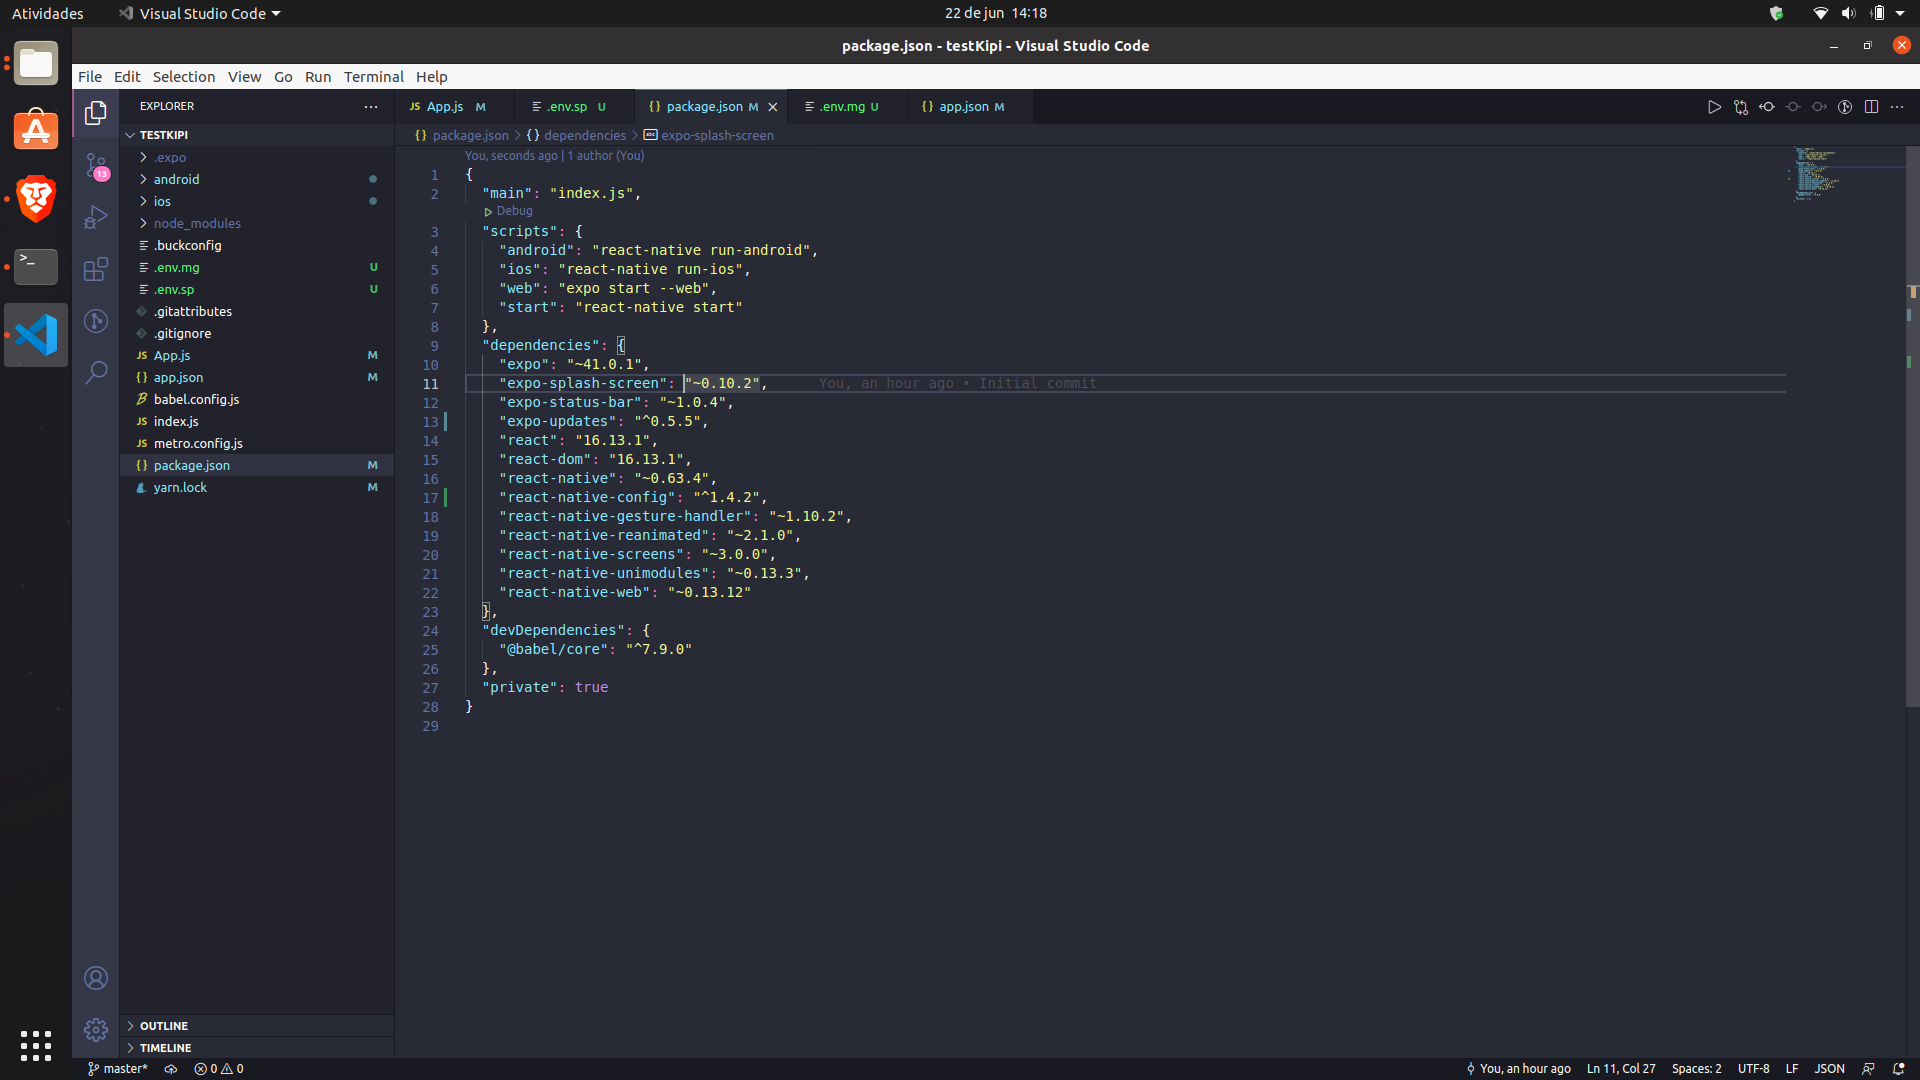 Atividades
Visual Studio Code
22 de jun 14:18
package.json - testKipi - Visual Studio Code
File Edit Selection View Go Run Terminal Help
EXPLORER
TESTKIPI
.expo
android
ios
node_modules
.buckconfig
.env.mg U
.env.sp U
.gitattributes
.gitignore
JS App.js M
{} app.json M
babel.config.js
JS index.js
JS metro.config.js
{} package.json M
yarn.lock M
OUTLINE
TIMELINE
13
JS App.js M
.env.sp U
{} package.json M
.env.mg U
{} app.json M
{} package.json > {} dependencies > abc expo-splash-screen
You, seconds ago | 1 author (You)
1 {
2 "main": "index.js",
Debug
3 "scripts": {
4 "android": "react-native run-android",
5 "ios": "react-native run-ios",
6 "web": "expo start --web",
7 "start": "react-native start"
8 },
9 "dependencies": {
10 "expo": "~41.0.1",
11 "expo-splash-screen": "~0.10.2", You, an hour ago • Initial commit
12 "expo-status-bar": "~1.0.4",
13 "expo-updates": "^0.5.5",
14 "react": "16.13.1",
15 "react-dom": "16.13.1",
16 "react-native": "~0.63.4",
17 "react-native-config": "^1.4.2",
18 "react-native-gesture-handler": "~1.10.2",
19 "react-native-reanimated": "~2.1.0",
20 "react-native-screens": "~3.0.0",
21 "react-native-unimodules": "~0.13.3",
22 "react-native-web": "~0.13.12"
23 },
24 "devDependencies": {
25 "@babel/core": "^7.9.0"
26 },
27 "private": true
28 }
29
master* 0 0
You, an hour ago Ln 11, Col 27 Spaces: 2 UTF-8 LF JSON